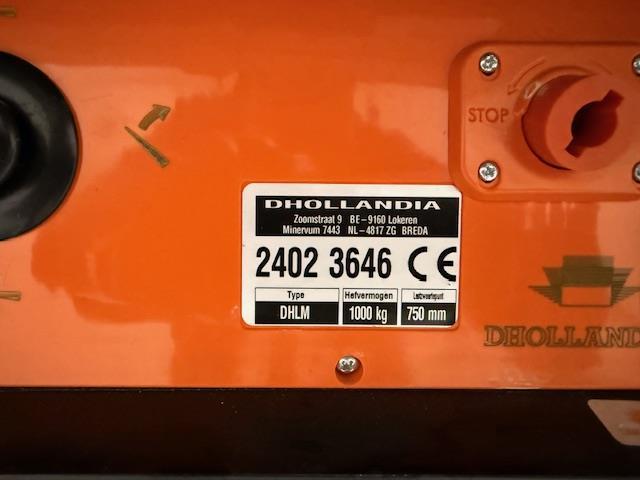 STOP
DHOLLANDIA
Zoomstraat 9 BE-9160 Lokeren
Minervum 7443 NL-4817 ZG BREDA
2402 3646 CE
Type Hefvermogen Lastzwaartepunt
DHLM 1000 kg 750 mm
DHOLLAND